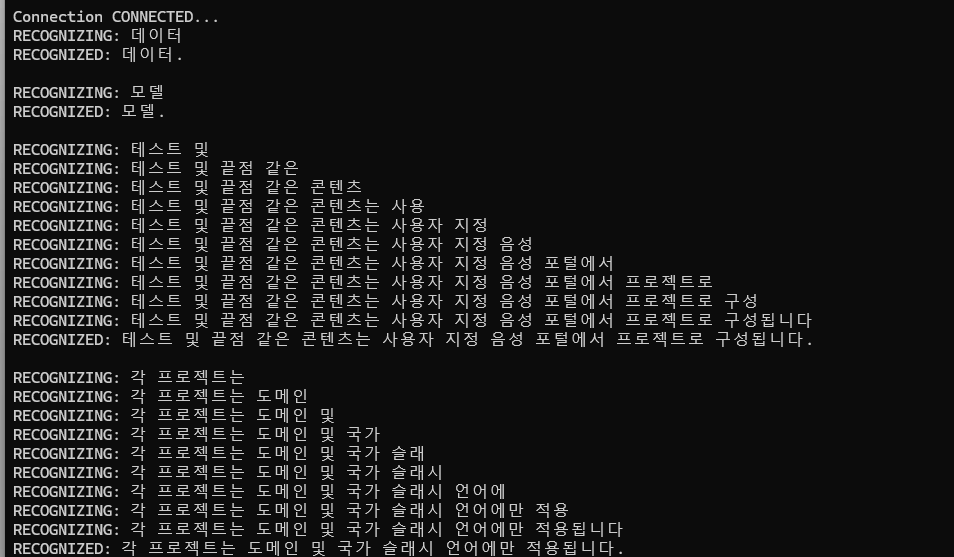 Connection CONNECTED...
RECOGNIZING: 데이터
RECOGNIZED: 데이터.
RECOGNIZING: 모델
RECOGNIZED: 모델.
RECOGNIZING: 테스트 및
RECOGNIZING: 테스트 및 끝점 같은
RECOGNIZING: 테스트 및 끝점 같은 콘텐츠
RECOGNIZING: 테스트 및 끝점 같은 콘텐츠는 사용
RECOGNIZING: 테스트 및 끝점 같은 콘텐츠는 사용자 지정
RECOGNIZING: 테스트 및 끝점 같은 콘텐츠는 사용자 지정 음성
RECOGNIZING: 테스트 및 끝점 같은 콘텐츠는 사용자 지정 음성 포털에서
RECOGNIZING: 테스트 및 끝점 같은 콘텐츠는 사용자 지정 음성 포털에서 프로젝트로
RECOGNIZING: 테스트 및 끝점 같은 콘텐츠는 사용자 지정 음성 포털에서 프로젝트로 구성
RECOGNIZING: 테스트 및 끝점 같은 콘텐츠는 사용자 지정 음성 포털에서 프로젝트로 구성됩니다
RECOGNIZED: 테스트 및 끝점 같은 콘텐츠는 사용자 지정 음성 포털에서 프로젝트로 구성됩니다.
RECOGNIZING: 각 프로젝트는
RECOGNIZING: 각 프로젝트는 도메인
RECOGNIZING: 각 프로젝트는 도메인 및
RECOGNIZING: 각 프로젝트는 도메인 및 국가
RECOGNIZING: 각 프로젝트는 도메인 및 국가 슬래
RECOGNIZING: 각 프로젝트는 도메인 및 국가 슬래시
RECOGNIZING: 각 프로젝트는 도메인 및 국가 슬래시 언어에
RECOGNIZING: 각 프로젝트는 도메인 및 국가 슬래시 언어에만 적용
RECOGNIZING: 각 프로젝트는 도메인 및 국가 슬래시 언어에만 적용됩니다
RECOGNIZED: 각 프로젝트는 도메인 및 국가 슬래시 언어에만 적용됩니다.